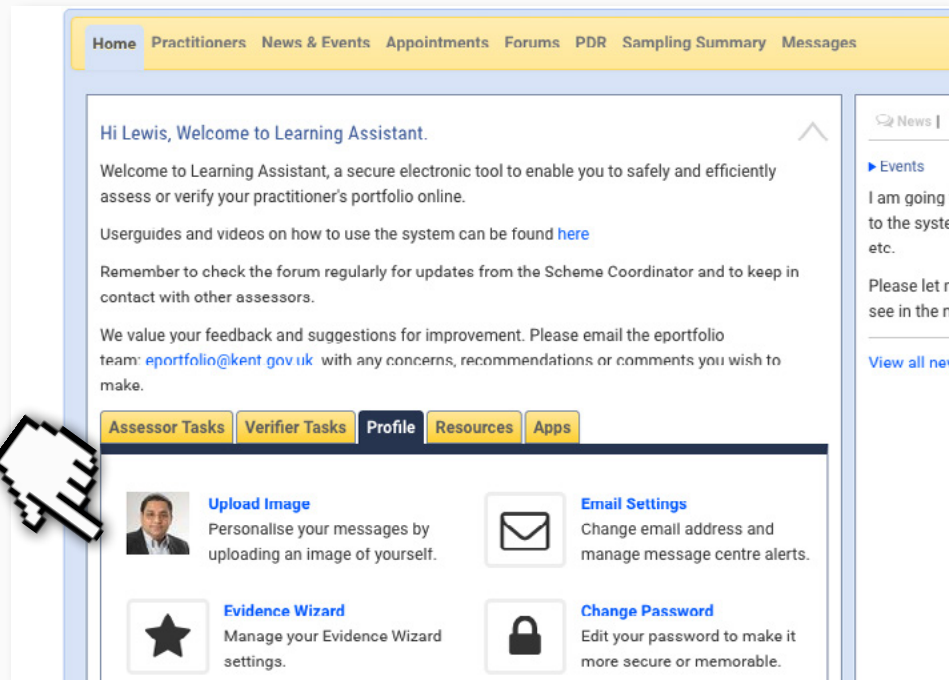 Home Practitioners News & Events Appointments Forums PDR Sampling Summary Messages
Hi Lewis, Welcome to Learning Assistant.
Welcome to Learning Assistant, a secure electronic tool to enable you to safely and efficiently
assess or verify your practitioner's portfolio online.
Userguides and videos on how to use the system can be found here
Remember to check the forum regularly for updates from the Scheme Coordinator and to keep in
contact with other assessors.
We value your feedback and suggestions for improvement. Please email the eportfolio
team: eportfolio@kent.gov.uk with any concerns, recommendations or comments you wish to
make.
Assessor Tasks Verifier Tasks Profile Resources Apps
Upload Image
Personalise your messages by
uploading an image of yourself.
Email Settings
Change email address and
manage message centre alerts.
Evidence Wizard
Manage your Evidence Wizard
settings.
Change Password
Edit your password to make it
more secure or memorable.
News |
Events
I am going
to the syste
etc.
Please let
see in the
View all